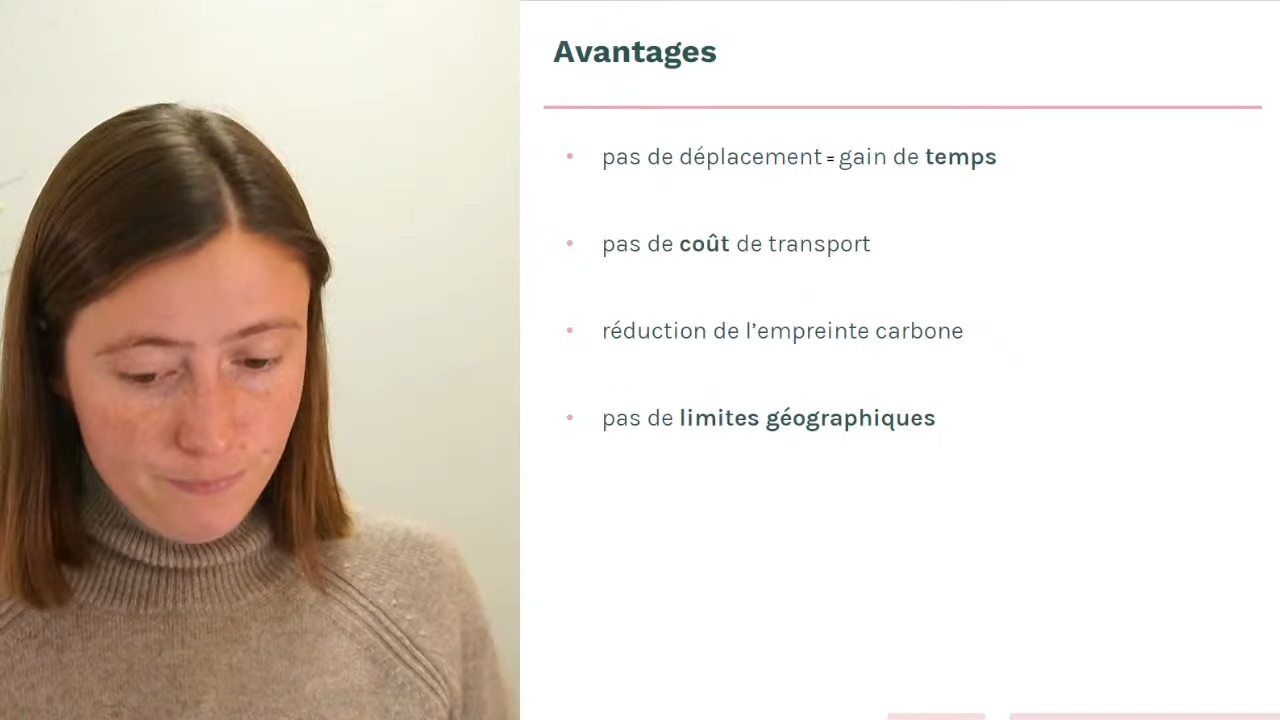 Avantages
pas de déplacement = gain de temps
pas de coût de transport
réduction de l’empreinte carbone
pas de limites géographiques